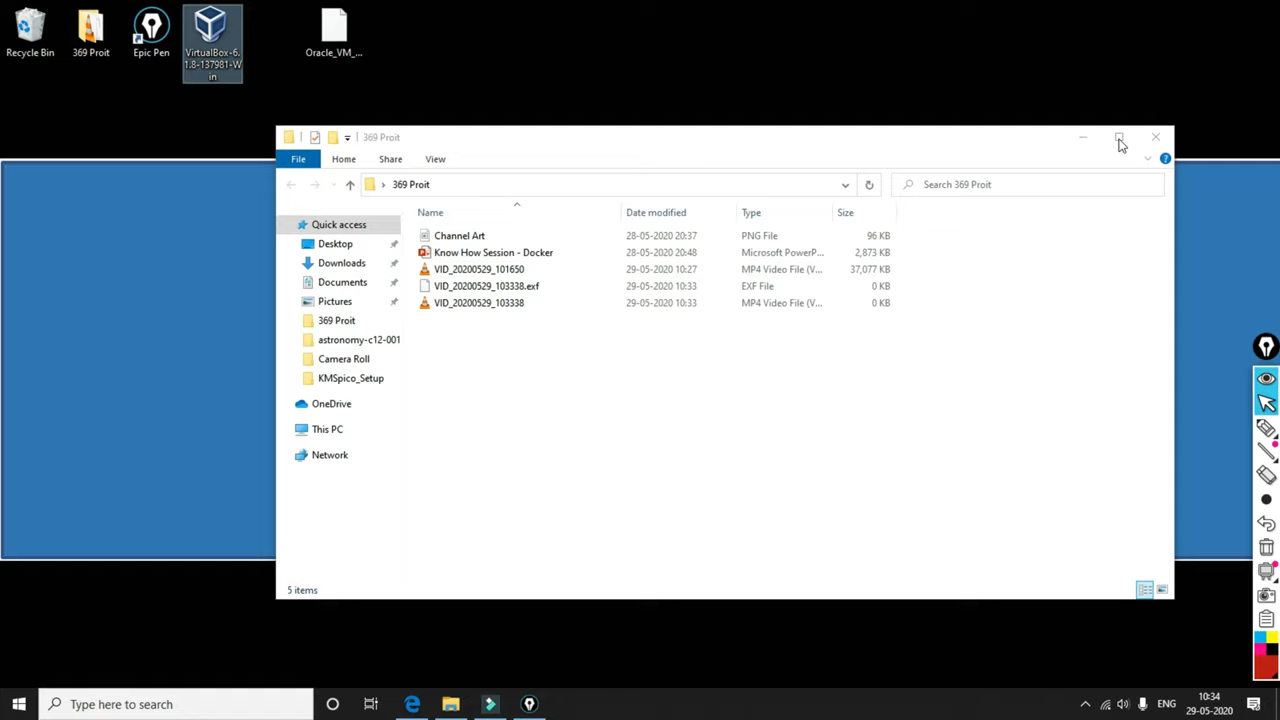 Recycle Bin
369 Proit
Epic Pen
VirtualBox-6.
1.8-137981-W
in
Oracle_VM_...
369 Proit
File
Home
Share
View
369 Proit
Search 369 Proit
Name
Date modified
Type
Size
Quick access
Desktop
Downloads
Documents
Pictures
369 Proit
astronomy-c12-001
Camera Roll
KMSpico_Setup
OneDrive
This PC
Network
Channel Art 28-05-2020 20:37 PNG File 96 KB
Know How Session - Docker 28-05-2020 20:48 Microsoft PowerP... 2,873 KB
VID_20200529_101650 29-05-2020 10:27 MP4 Video File (V... 37,077 KB
VID_20200529_103338.exf 29-05-2020 10:33 EXF File 0 KB
VID_20200529_103338 29-05-2020 10:33 MP4 Video File (V... 0 KB
5 items
Type here to search
ENG
10:34
29-05-2020